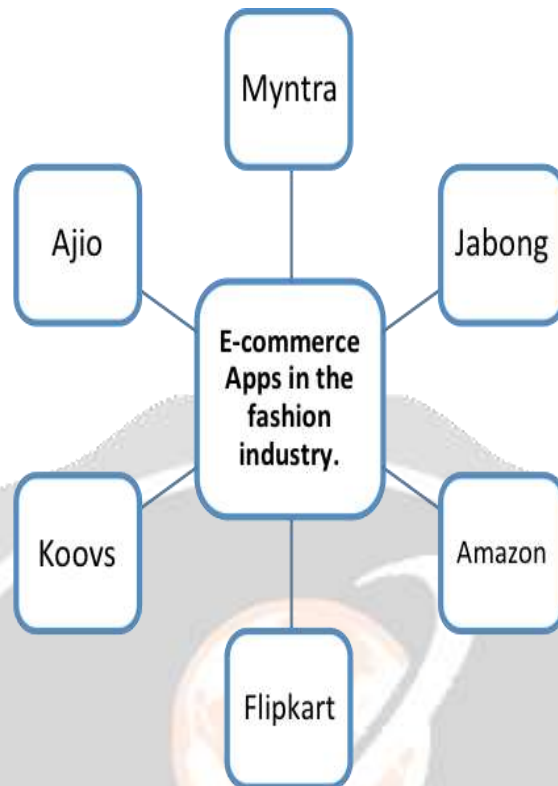 Myntra
Ajio
Jabong
E-commerce
Apps in the
fashion
industry.
Koovs
Amazon
Flipkart